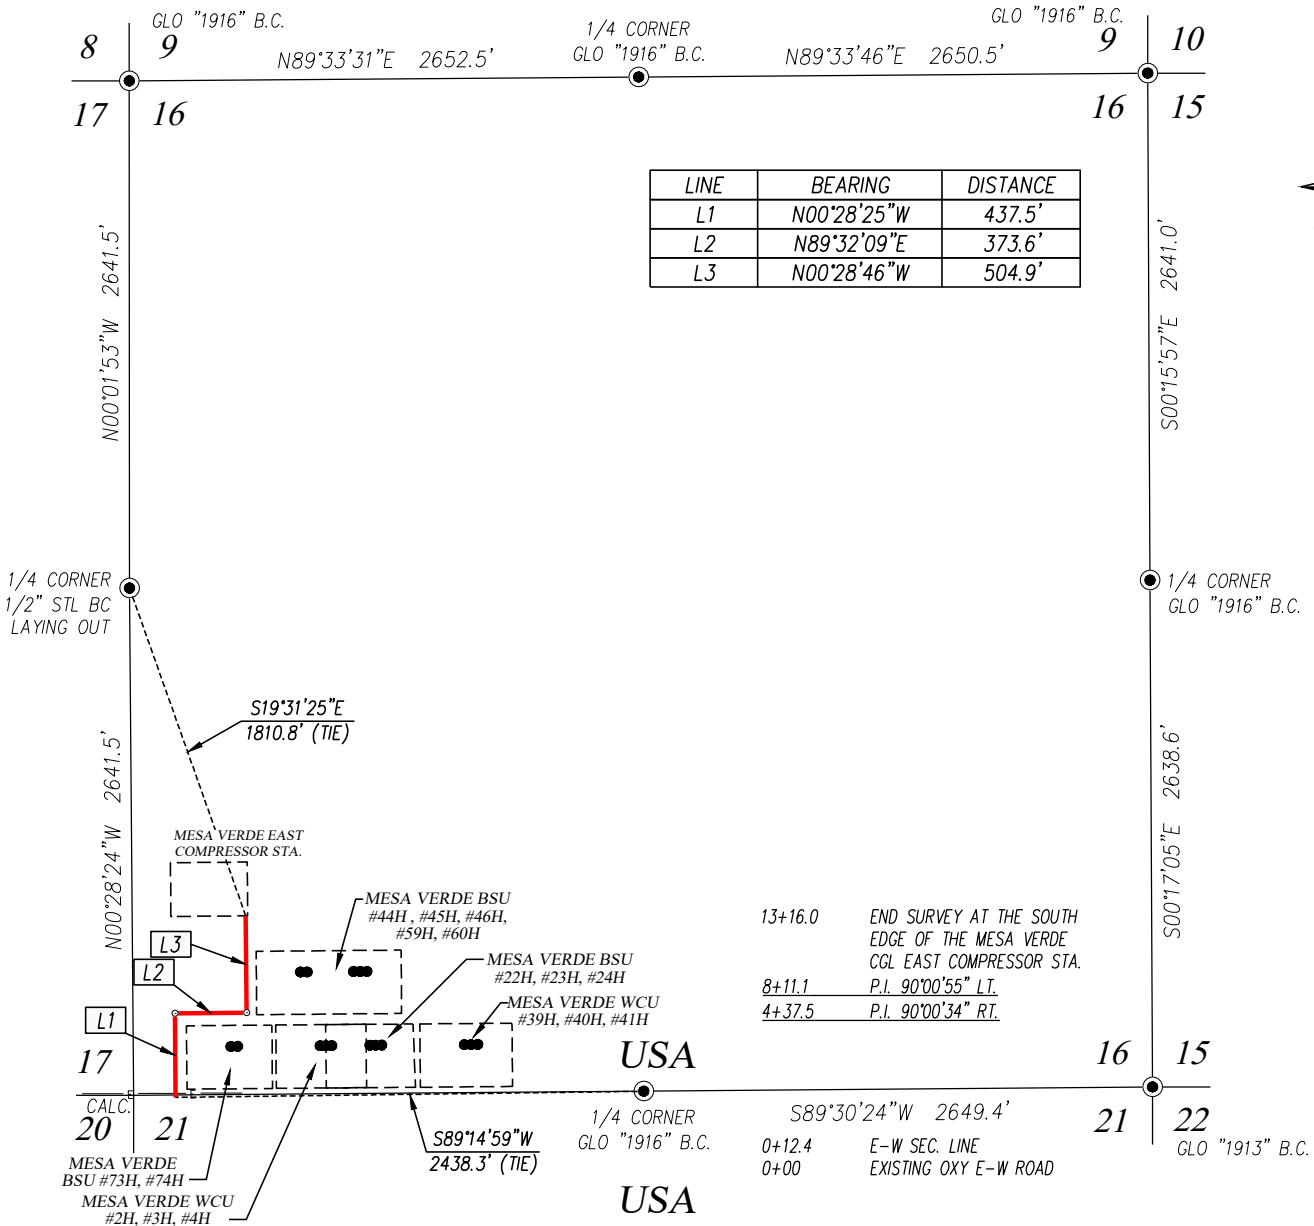 GLO "1916" B.C.
8 9
N89°33'31"E 2652.5'
1/4 CORNER
GLO "1916" B.C.
N89°33'46"E 2650.5'
GLO "1916" B.C.
9 10
17 16
16 15
LINE BEARING DISTANCE
L1 N00°28'25"W 437.5'
L2 N89°32'09"E 373.6'
L3 N00°28'46"W 504.9'
N00°01'53"W 2641.5'
S00°15'57"E 2641.0'
1/4 CORNER
1/2" STL BC
LAYING OUT
1/4 CORNER
GLO "1916" B.C.
S19°31'25"E
1810.8' (TIE)
N00°28'24"W 2641.5'
S00°17'05"E 2638.6'
MESA VERDE EAST
COMPRESSOR STA.
MESA VERDE BSU
#44H , #45H, #46H,
#59H, #60H
L3
L2
L1
MESA VERDE BSU
#22H, #23H, #24H
MESA VERDE WCU
#39H, #40H, #41H
13+16.0 END SURVEY AT THE SOUTH
EDGE OF THE MESA VERDE
CGL EAST COMPRESSOR STA.
8+11.1 P.I. 90°00'55" LT.
4+37.5 P.I. 90°00'34" RT.
17
USA
16 15
CALC.
20 21
1/4 CORNER
GLO "1916" B.C.
S89°30'24"W 2649.4'
21 22
GLO "1913" B.C.
S89°14'59"W
2438.3' (TIE)
0+12.4 E-W SEC. LINE
0+00 EXISTING OXY E-W ROAD
MESA VERDE
BSU #73H, #74H
MESA VERDE WCU
#2H, #3H, #4H
USA